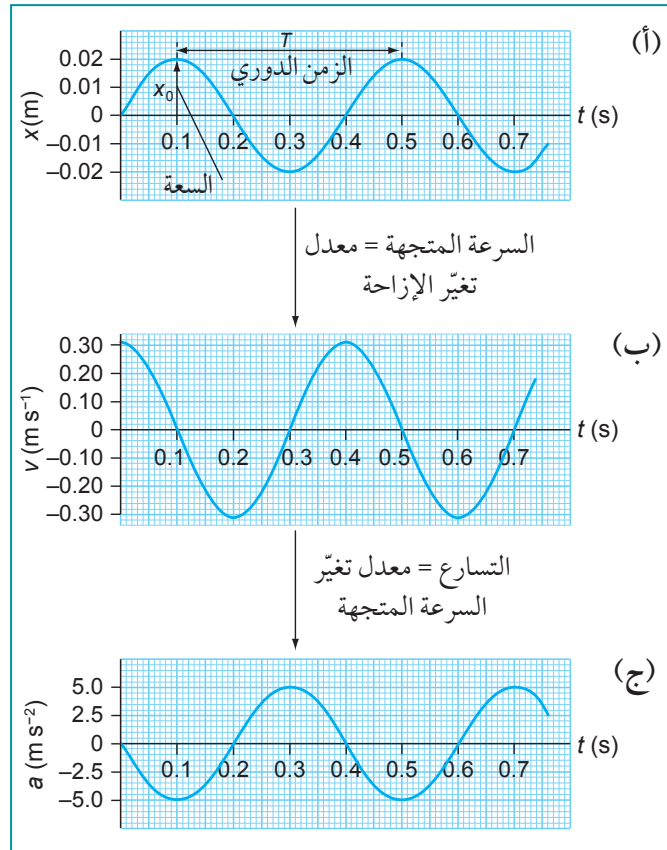 (أ)
T
الزمن الدوري
x (m)
0.02
0.01
0
–0.01
–0.02
x0
0.1 0.2 0.3 0.4 0.5 0.6 0.7
t (s)
السعة
السرعة المتجهة = معدل
تغيّر الإزاحة
(ب)
v (m s–1)
0.30
0.20
0.10
0
–0.10
–0.20
–0.30
0.1 0.2 0.3 0.4 0.5 0.6 0.7
t (s)
التسارع = معدل تغيّر
السرعة المتجهة
(ج)
a (m s–2)
5.0
2.5
0
–2.5
–5.0
0.1 0.2 0.3 0.4 0.5 0.6 0.7
t (s)